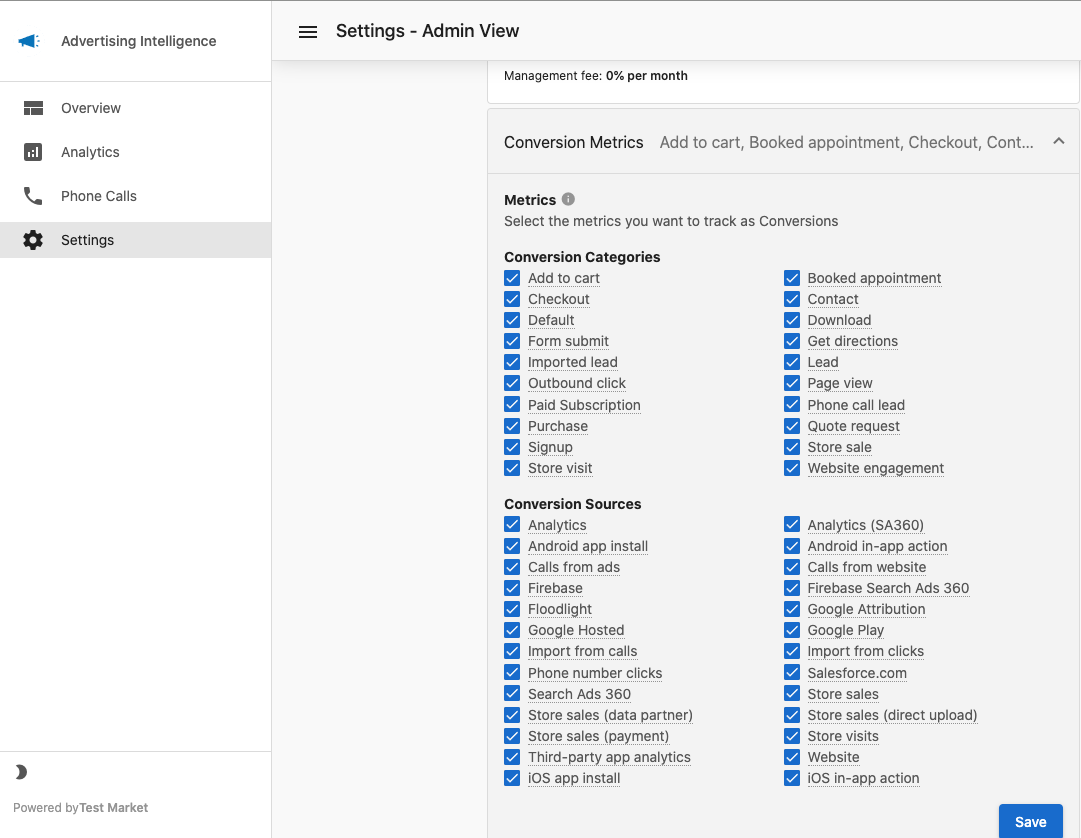 Advertising Intelligence
Settings - Admin View
Overview
Analytics
Phone Calls
Settings
Management fee: 0% per month
Conversion Metrics Add to cart, Booked appointment, Checkout, Cont...
Metrics
Select the metrics you want to track as Conversions
Conversion Categories
Add to cart Booked appointment
Checkout Contact
Default Download
Form submit Get directions
Imported lead Lead
Outbound click Page view
Paid Subscription Phone call lead
Purchase Quote request
Signup Store sale
Store visit Website engagement
Conversion Sources
Analytics Analytics (SA360)
Android app install Android in-app action
Calls from ads Calls from website
Firebase Firebase Search Ads 360
Floodlight Google Attribution
Google Hosted Google Play
Import from calls Import from clicks
Phone number clicks Salesforce.com
Search Ads 360 Store sales
Store sales (data partner) Store sales (direct upload)
Store sales (payment) Store visits
Third-party app analytics Website
iOS app install iOS in-app action
Save
Powered byTest Market